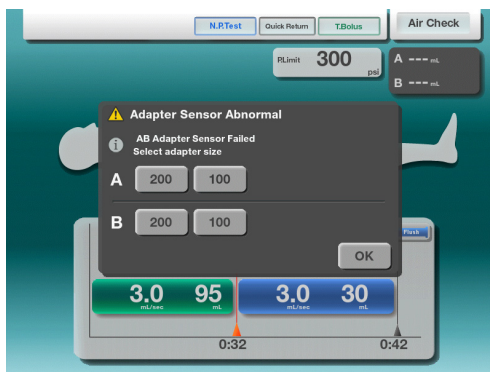 N.P.Test Quick Return T.Bolus Air Check
P.Limit 300 psi
A --- mL
B --- mL
Adapter Sensor Abnormal
AB Adapter Sensor Failed
Select adapter size
A 200 100
B 200 100
Flush
OK
3.0 mL/sec 95 mL 3.0 mL/sec 30 mL
0:32 0:42